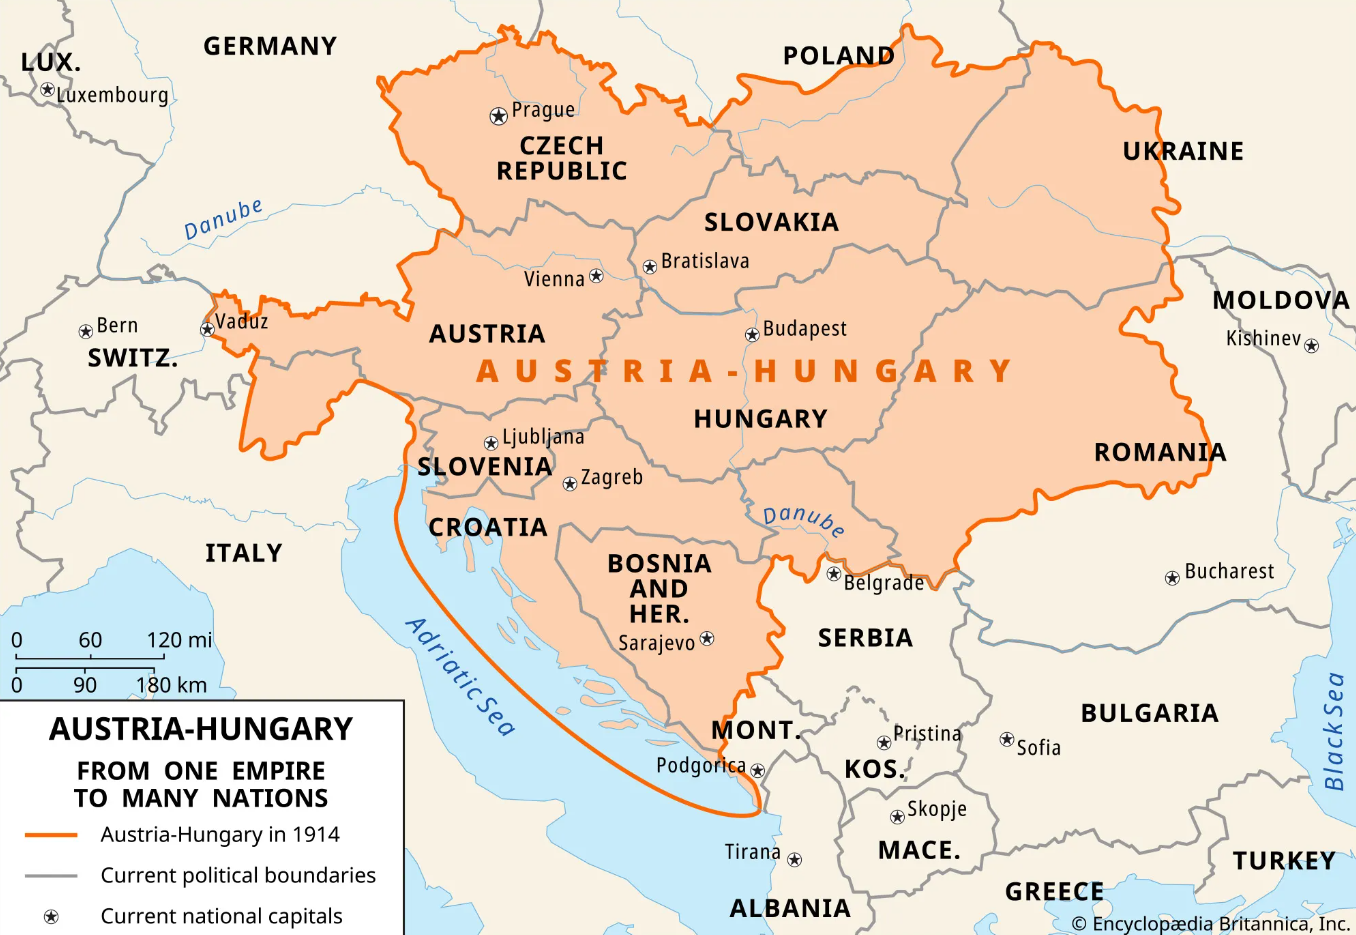 GERMANY
POLAND
LUX.
Luxembourg
Prague
CZECH
REPUBLIC
UKRAINE
Danube
SLOVAKIA
Bratislava
Vienna
MOLDOVA
Kishinev
Bern
SWITZ.
Vaduz
AUSTRIA
Budapest
AUSTRIA-HUNGARY
HUNGARY
Ljubljana
SLOVENIA
Zagreb
ROMANIA
CROATIA
Danube
ITALY
BOSNIA
AND
HER.
Sarajevo
Belgrade
Bucharest
SERBIA
Adriatic Sea
0 60 120 mi
0 90 180 km
MONT.
Podgorica
Pristina
KOS.
BULGARIA
Sofia
Black Sea
Skopje
MACE.
Tirana
ALBANIA
GREECE
TURKEY
AUSTRIA-HUNGARY
FROM ONE EMPIRE
TO MANY NATIONS
Austria-Hungary in 1914
Current political boundaries
Current national capitals
© Encyclopædia Britannica, Inc.